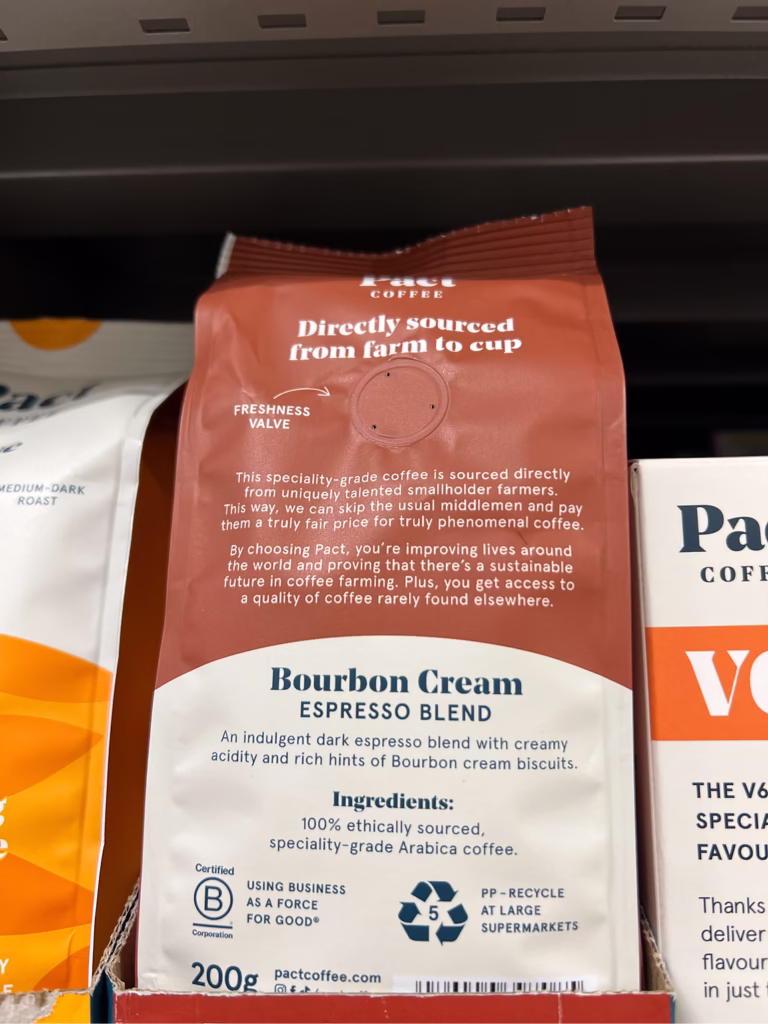 Pact
COFFEE
Directly sourced
from farm to cup
FRESHNESS
VALVE
This speciality-grade coffee is sourced directly
from uniquely talented smallholder farmers.
This way, we can skip the usual middlemen and pay
them a truly fair price for truly phenomenal coffee.
By choosing Pact, you're improving lives around
the world and proving that there's a sustainable
future in coffee farming. Plus, you get access to
a quality of coffee rarely found elsewhere.
Bourbon Cream
ESPRESSO BLEND
An indulgent dark espresso blend with creamy
acidity and rich hints of Bourbon cream biscuits.
Ingredients:
100% ethically sourced,
speciality-grade Arabica coffee.
Certified
B
Corporation
USING BUSINESS
AS A FORCE
FOR GOOD®
5
PP - RECYCLE
AT LARGE
SUPERMARKETS
200g
pactcoffee.com
MEDIUM-DARK
ROAST
THE V6
Thanks
deliver
flavour
in just